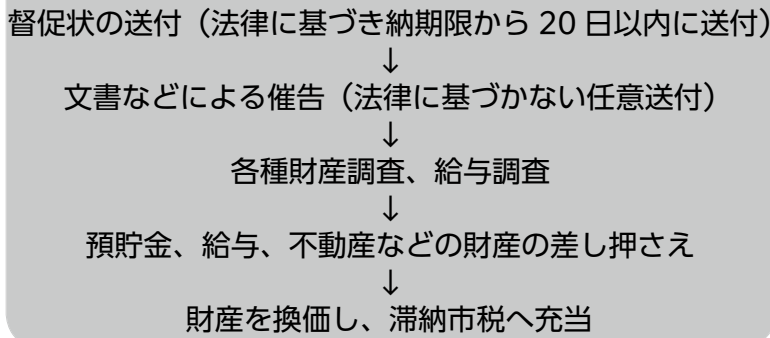 督促状の送付（法律に基づき納期限から 20 日以内に送付）
↓
文書などによる催告（法律に基づかない任意送付）
↓
各種財産調査、給与調査
↓
預貯金、給与、不動産などの財産の差し押さえ
↓
財産を換価し、滞納市税へ充当